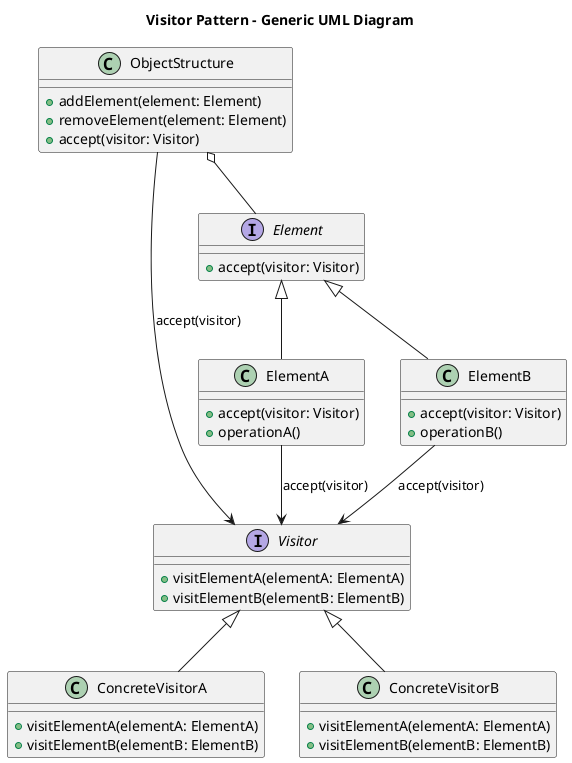 Visitor Pattern - Generic UML Diagram
C ObjectStructure
addElement(element: Element)
removeElement(element: Element)
accept(visitor: Visitor)
I Element
accept(visitor: Visitor)
accept(visitor)
C ElementA
accept(visitor: Visitor)
operationA()
C ElementB
accept(visitor: Visitor)
operationB()
accept(visitor)
accept(visitor)
I Visitor
visitElementA(elementA: ElementA)
visitElementB(elementB: ElementB)
C ConcreteVisitorA
visitElementA(elementA: ElementA)
visitElementB(elementB: ElementB)
C ConcreteVisitorB
visitElementA(elementA: ElementA)
visitElementB(elementB: ElementB)